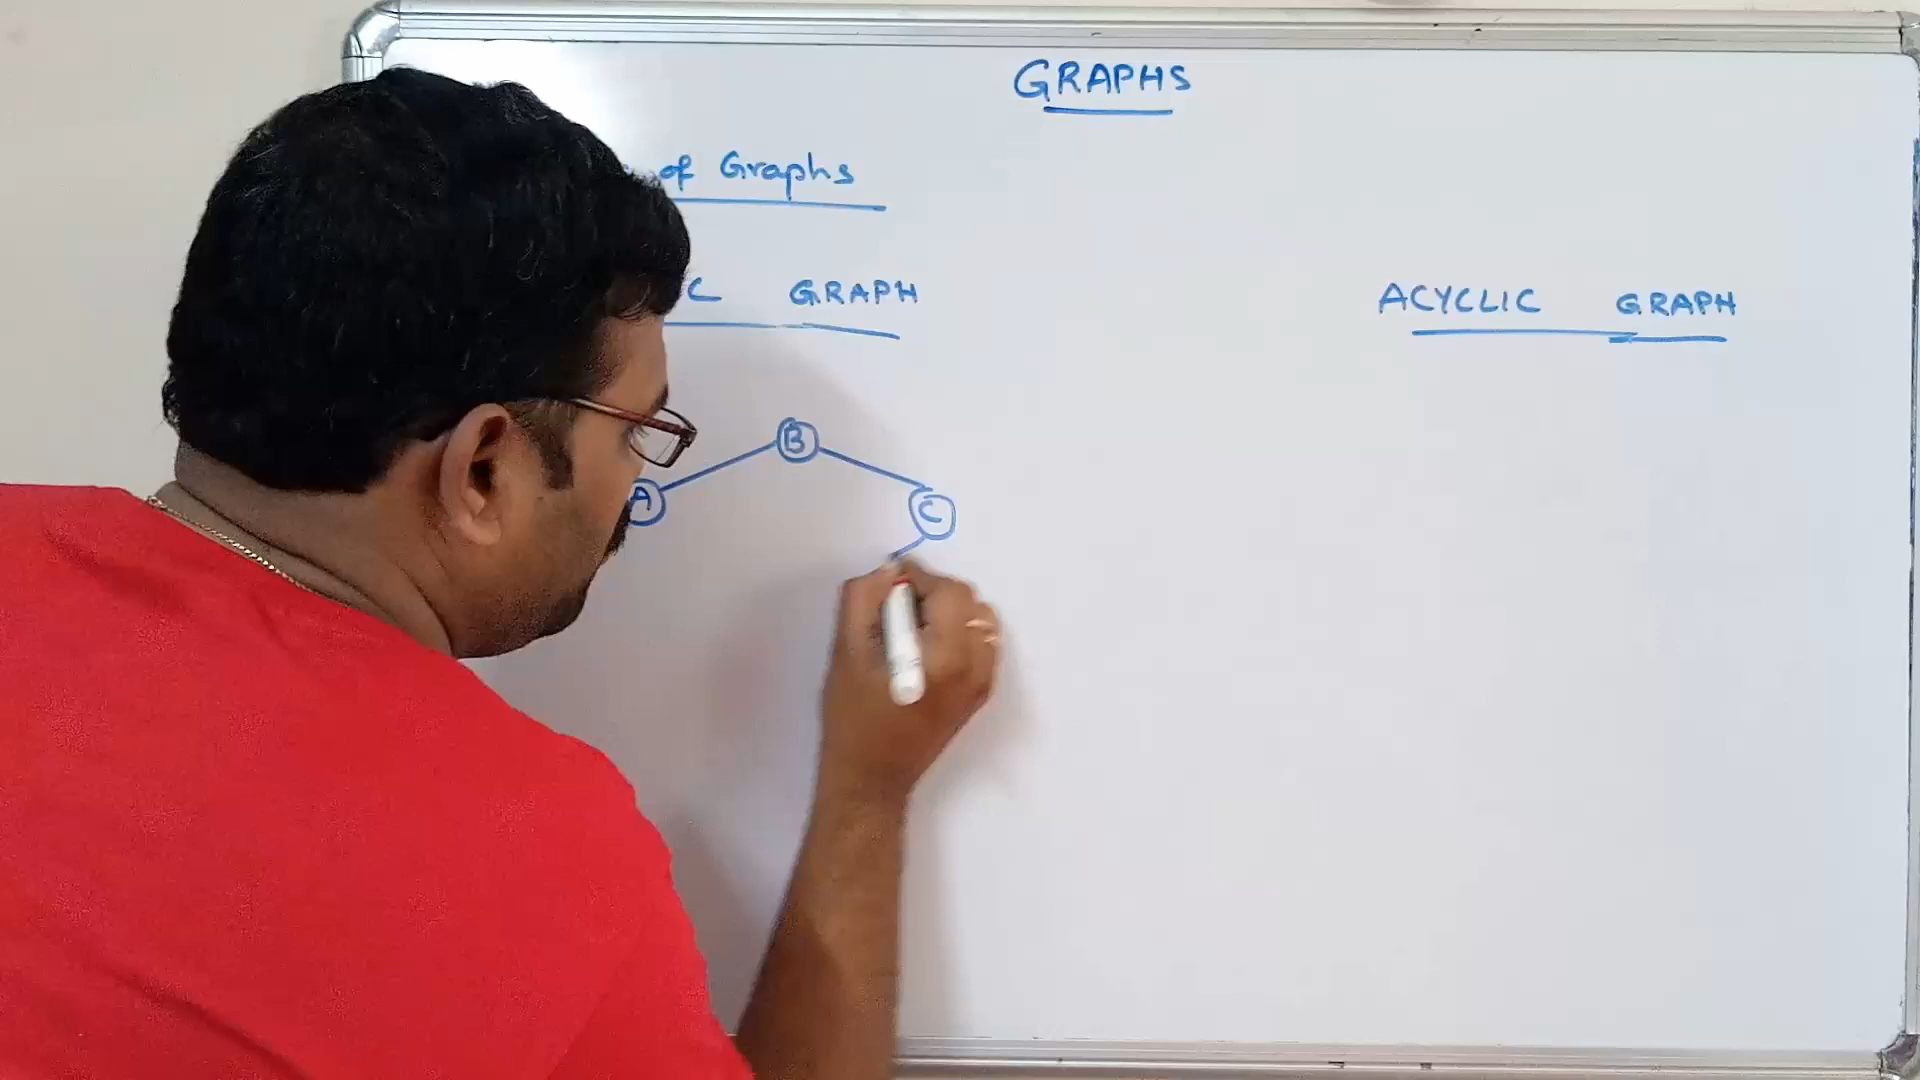 GRAPHS
of Graphs
C GRAPH
ACYCLIC GRAPH
B
A
C